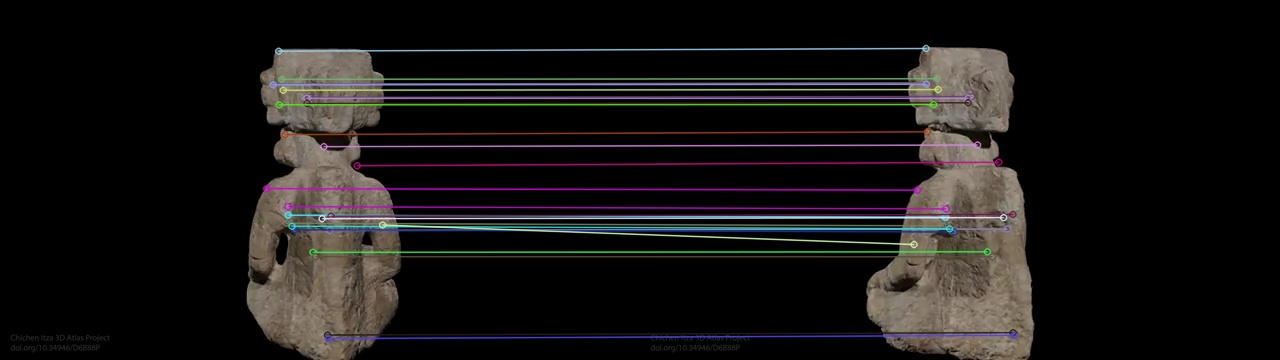 Chichen Itza 3D Atlas Project
doi.org/10.34946/D6B88P
Chichen Itza 3D Atlas Project
doi.org/10.34946/D6B88P